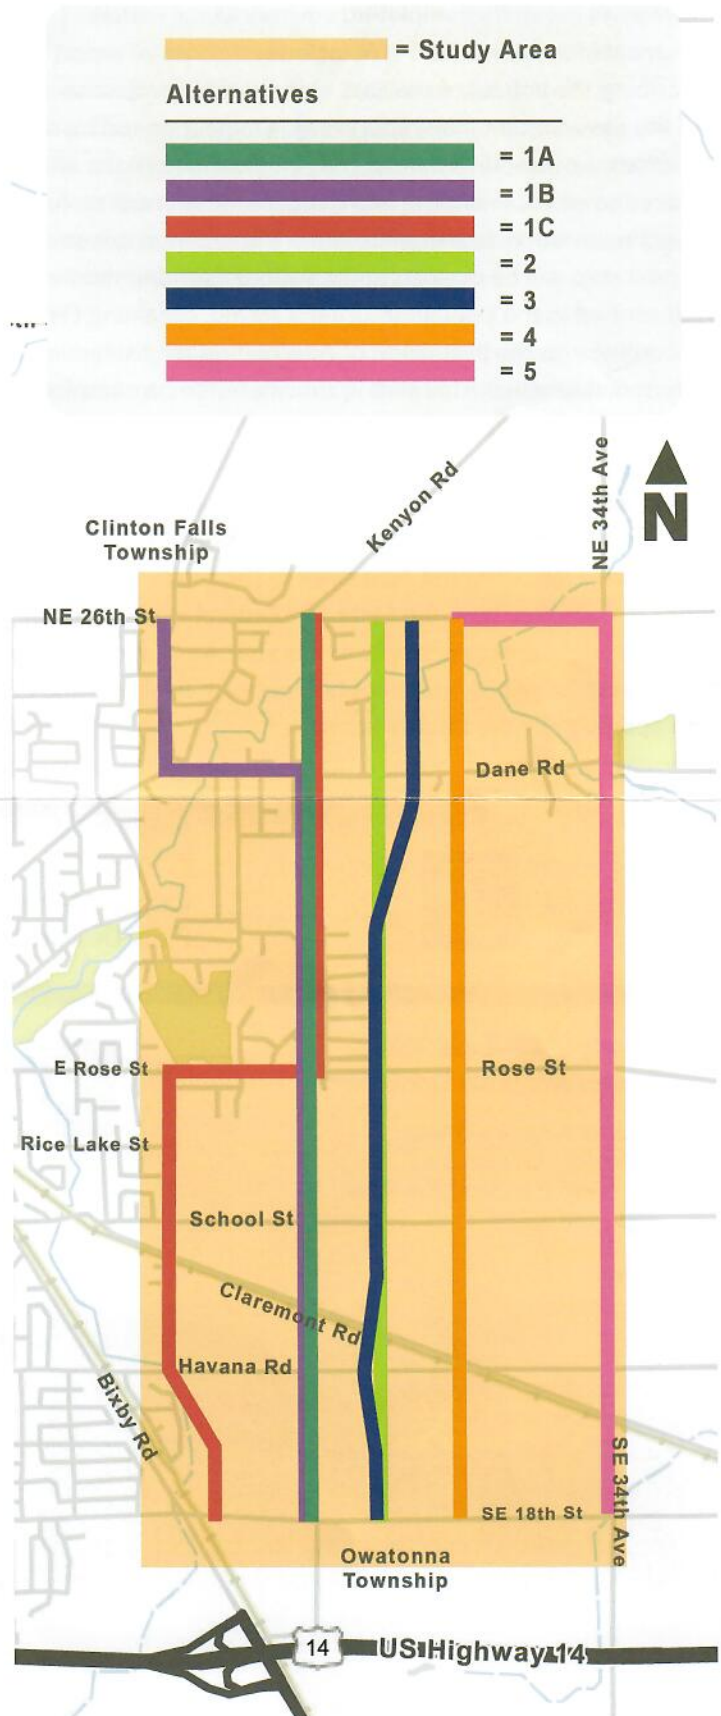 = Study Area
Alternatives
= 1A
= 1B
= 1C
= 2
= 3
= 4
= 5
Kenyon Rd
NE 34th Ave
N
Clinton Falls
Township
NE 26th St
Dane Rd
E Rose St
Rose St
Rice Lake St
School St
Claremont Rd
Havana Rd
Bixby Rd
SE 34th Ave
SE 18th St
Owatonna
Township
14
US Highway 14